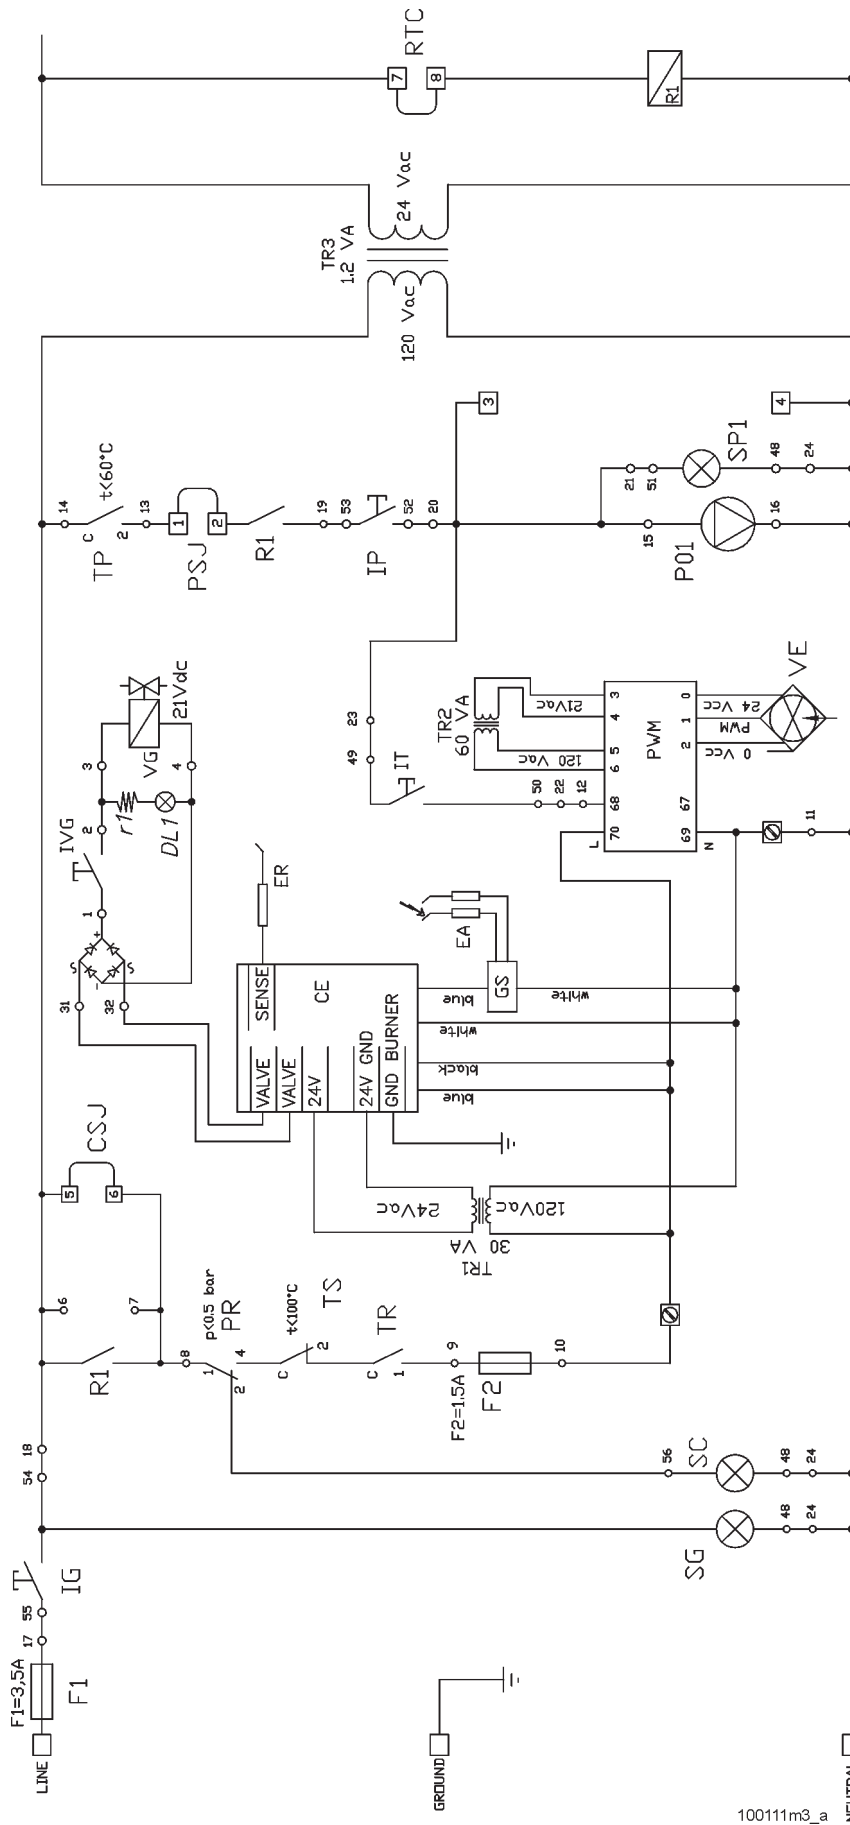 LINE
F1=3,5A
F1
17
55
IG
54
18
GROUND
NEUTRAL
SG
48
24
SC
56
48
24
R1
6
7
5
6
CSJ
8
1
2
4
p<0.5 bar
PR
t<100°C
C
2
TS
C
1
TR
9
F2=1.5A
F2
10
TR1
30 VA
24Vac
120Vac
VALVE
VALVE
24V
24V GND
GND BURNER
SENSE
CE
ER
blue
black
white
blue
white
GS
EA
31
32
+
-
S
S
1
IVG
2
3
4
r1
DL1
VG
21Vdc
14
t<60°C
C
2
TP
13
1
2
PSJ
R1
19
53
IP
52
20
23
49
IT
50
22
12
TR2
60 VA
120 Vac
21Vac
L
70
68
6
5
4
3
PWM
69
67
2
1
0
N
0 Vcc
PWM
24 Vcc
VE
11
15
P01
16
21
51
SP1
48
24
3
4
TR3
1.2 VA
120 Vac
24 Vac
7
8
RTC
R1
100111m3_a